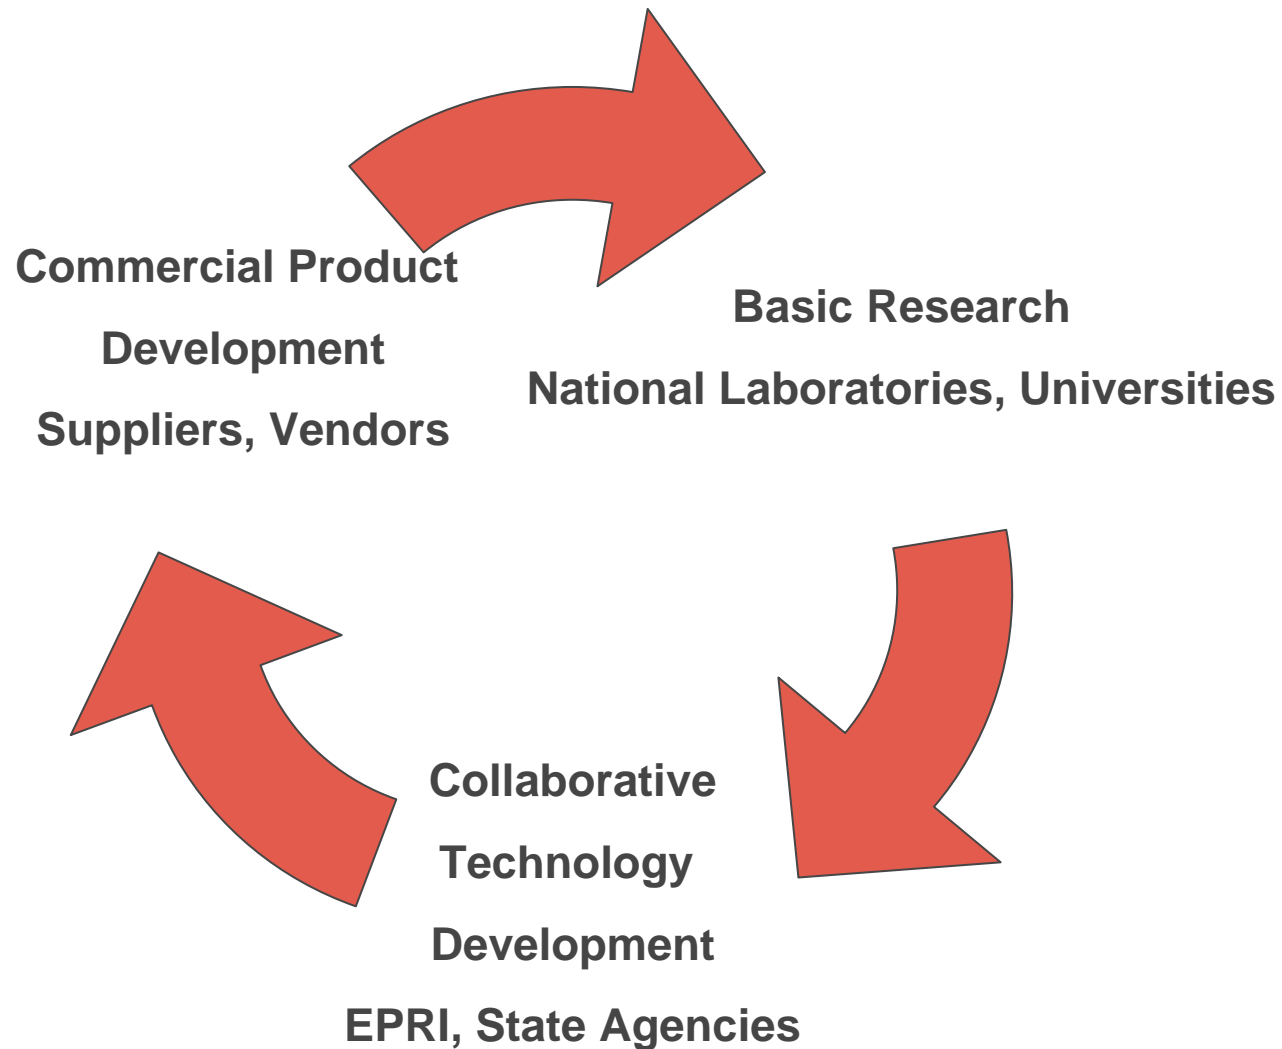 Commercial Product
Development
Suppliers, Vendors
Basic Research
National Laboratories, Universities
Collaborative
Technology
Development
EPRI, State Agencies